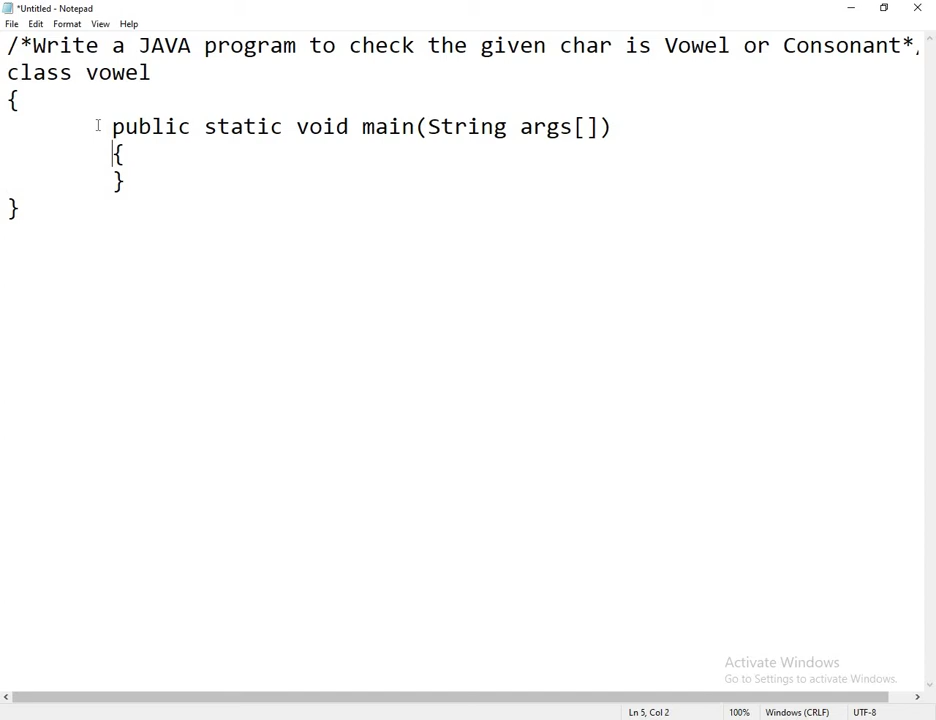 *Untitled - Notepad
File Edit Format View Help
/*Write a JAVA program to check the given char is Vowel or Consonant*/
class vowel
{
public static void main(String args[])
{
}
}
Activate Windows
Go to Settings to activate Windows.
Ln 5, Col 2 100% Windows (CRLF) UTF-8